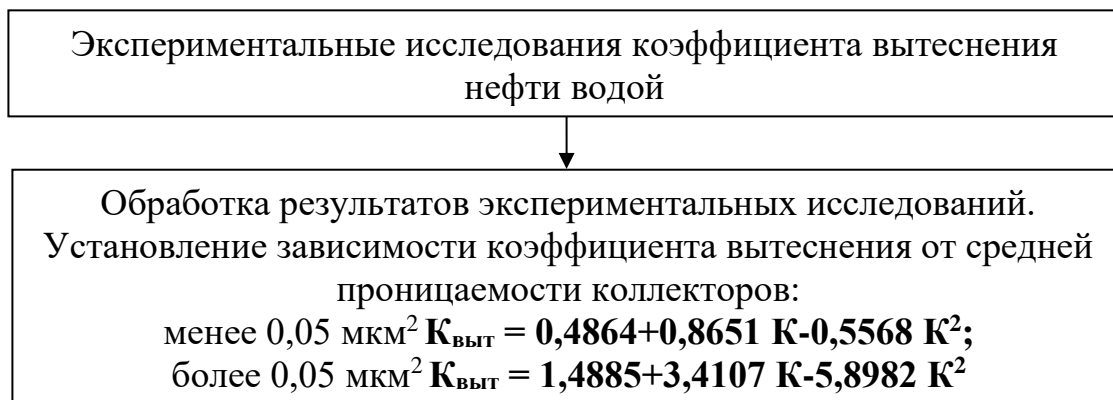 Экспериментальные исследования коэффициента вытеснения
нефти водой
Обработка результатов экспериментальных исследований.
Установление зависимости коэффициента вытеснения от средней
проницаемости коллекторов:
менее 0,05 мкм² Квыт = 0,4864+0,8651 К-0,5568 К²;
более 0,05 мкм² Квыт = 1,4885+3,4107 К-5,8982 К²